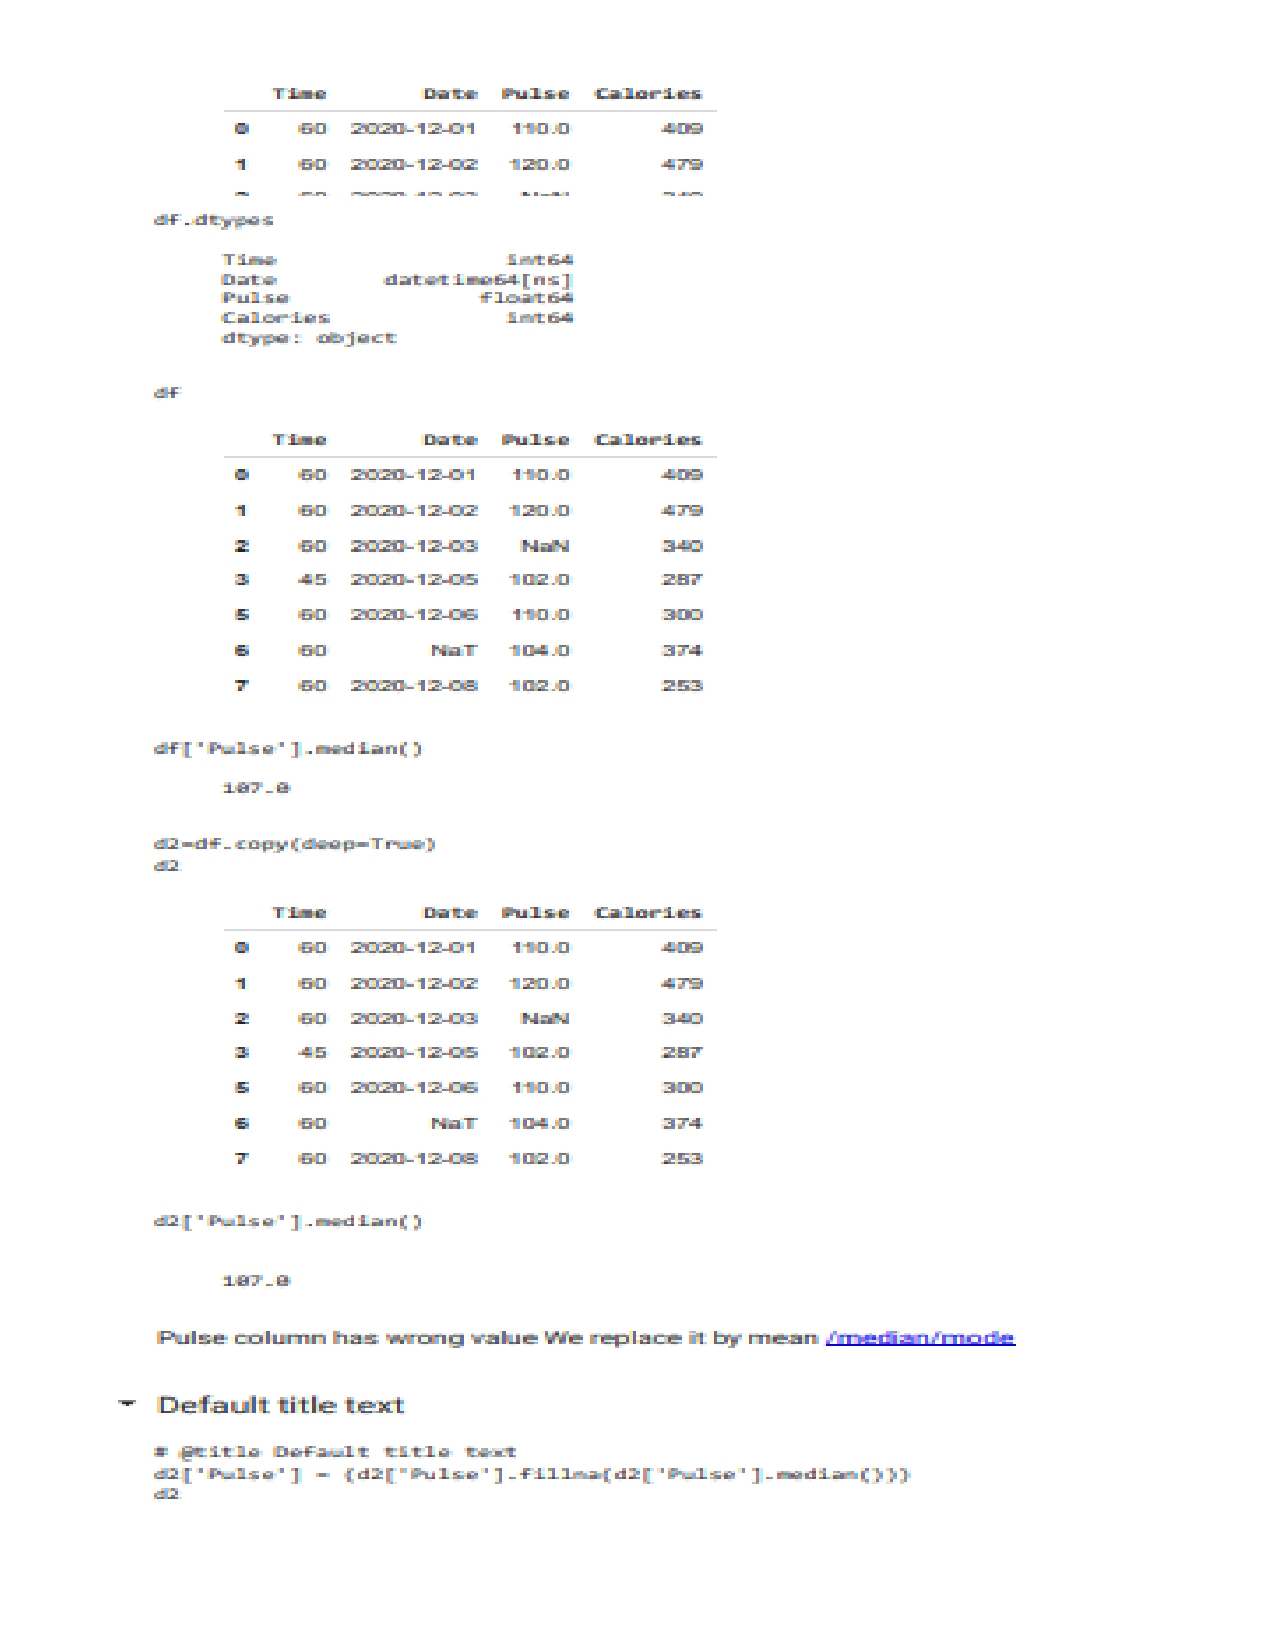 Time Date Pulse Calories
0 60 2020-12-01 110.0 409
1 60 2020-12-02 120.0 479
df.dtypes
Time int64
Date datetime64[ns]
Pulse float64
Calories int64
dtype: object
df
Time Date Pulse Calories
0 60 2020-12-01 110.0 409
1 60 2020-12-02 120.0 479
2 60 2020-12-03 NaN 340
3 45 2020-12-05 102.0 287
5 60 2020-12-06 110.0 300
6 60 NaT 104.0 374
7 60 2020-12-08 102.0 253
df['Pulse'].median()
107.0
d2=df.copy(deep=True)
d2
Time Date Pulse Calories
0 60 2020-12-01 110.0 409
1 60 2020-12-02 120.0 479
2 60 2020-12-03 NaN 340
3 45 2020-12-05 102.0 287
5 60 2020-12-06 110.0 300
6 60 NaT 104.0 374
7 60 2020-12-08 102.0 253
d2['Pulse'].median()
107.0
Pulse column has wrong value We replace it by mean /median/mode
Default title text
# @title Default title text
d2['Pulse'] = (d2['Pulse'].fillna(d2['Pulse'].median()))
d2